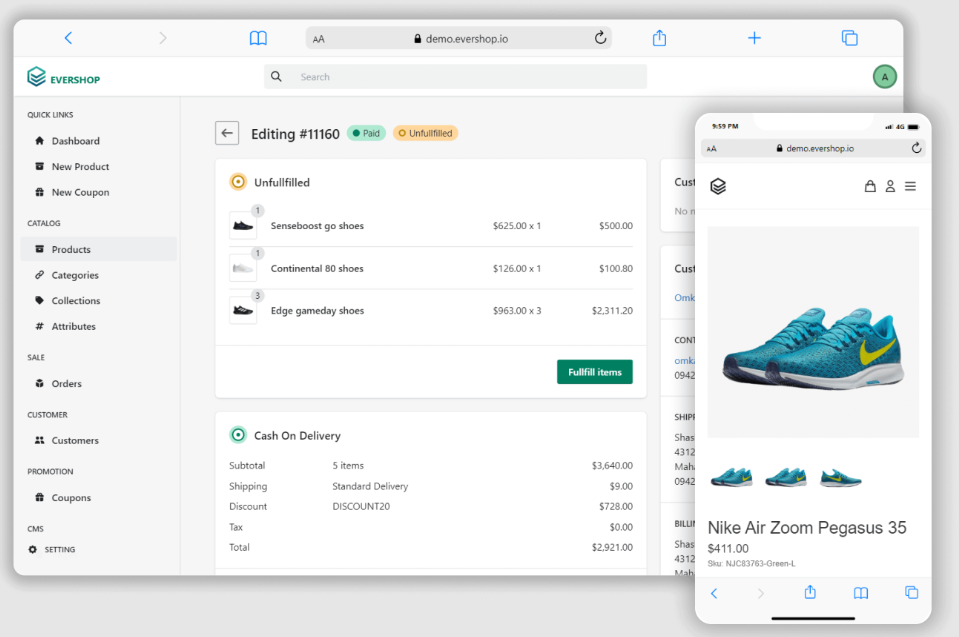 AA demo.evershop.io
EVERSHOP
Search
A
QUICK LINKS
Dashboard
New Product
New Coupon
CATALOG
Products
Categories
Collections
Attributes
SALE
Orders
CUSTOMER
Customers
PROMOTION
Coupons
CMS
SETTING
Editing #11160 Paid Unfullfilled
Unfullfilled
1
Senseboost go shoes $625.00 x 1 $500.00
1
Continental 80 shoes $126.00 x 1 $100.80
3
Edge gameday shoes $963.00 x 3 $2,311.20
Fullfill items
Cash On Delivery
Subtotal 5 items $3,640.00
Shipping Standard Delivery $9.00
Discount DISCOUNT20 $728.00
Tax $0.00
Total $2,921.00
Cust
No n
Cust
Omk
CONT
omka
0942
SHIPP
Shas
4312
Maha
0942
BILLIN
Shas
4312
Maha
9:59 PM 4G
AA demo.evershop.io
Nike Air Zoom Pegasus 35
$411.00
Sku: NJC83763-Green-L